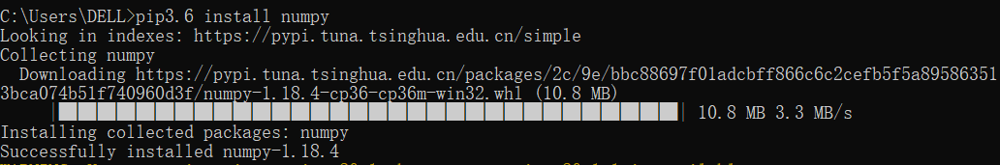 C:\Users\DELL>pip3.6 install numpy
Looking in indexes: https://pypi.tuna.tsinghua.edu.cn/simple
Collecting numpy
Downloading https://pypi.tuna.tsinghua.edu.cn/packages/2c/9e/bbc88697f01adcbff866c6c2cefb5f5a89586351
3bca074b51f740960d3f/numpy-1.18.4-cp36-cp36m-win32.whl (10.8 MB)
10.8 MB 3.3 MB/s
Installing collected packages: numpy
Successfully installed numpy-1.18.4